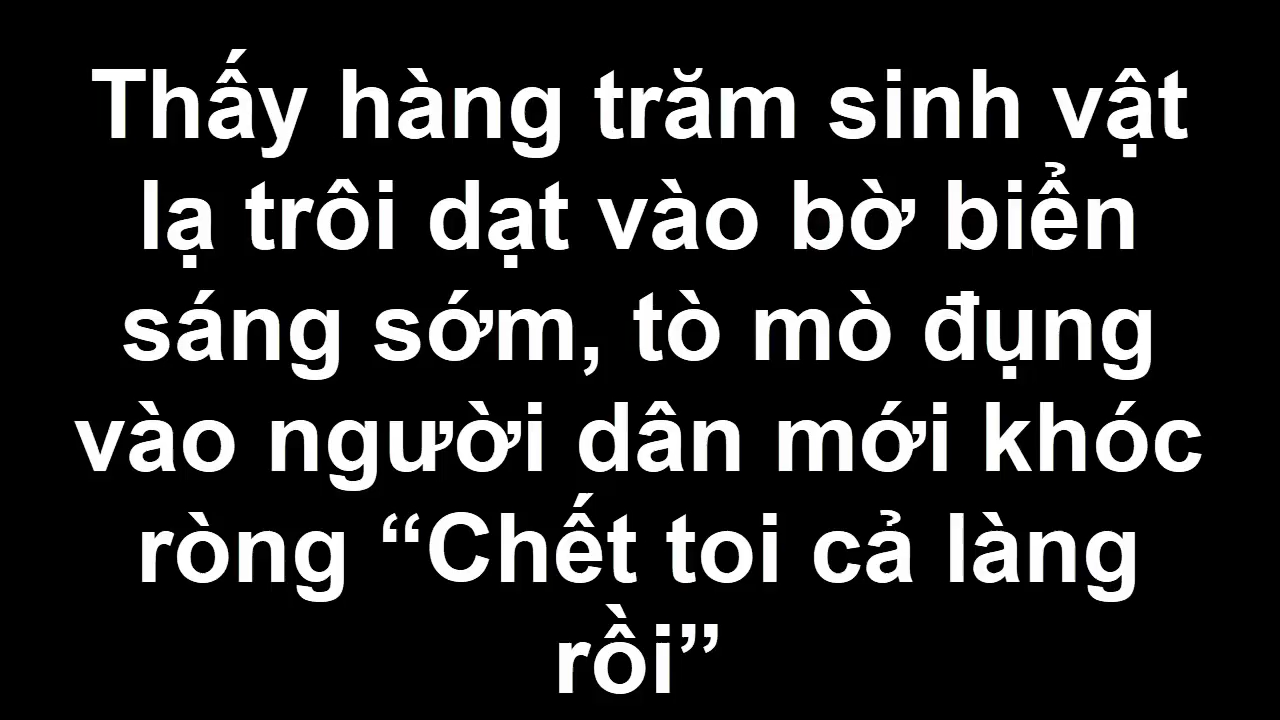 Thấy hàng trăm sinh vật
lạ trôi dạt vào bờ biển
sáng sớm, tò mò đụng
vào người dân mới khóc
ròng “Chết toi cả làng
rồi”